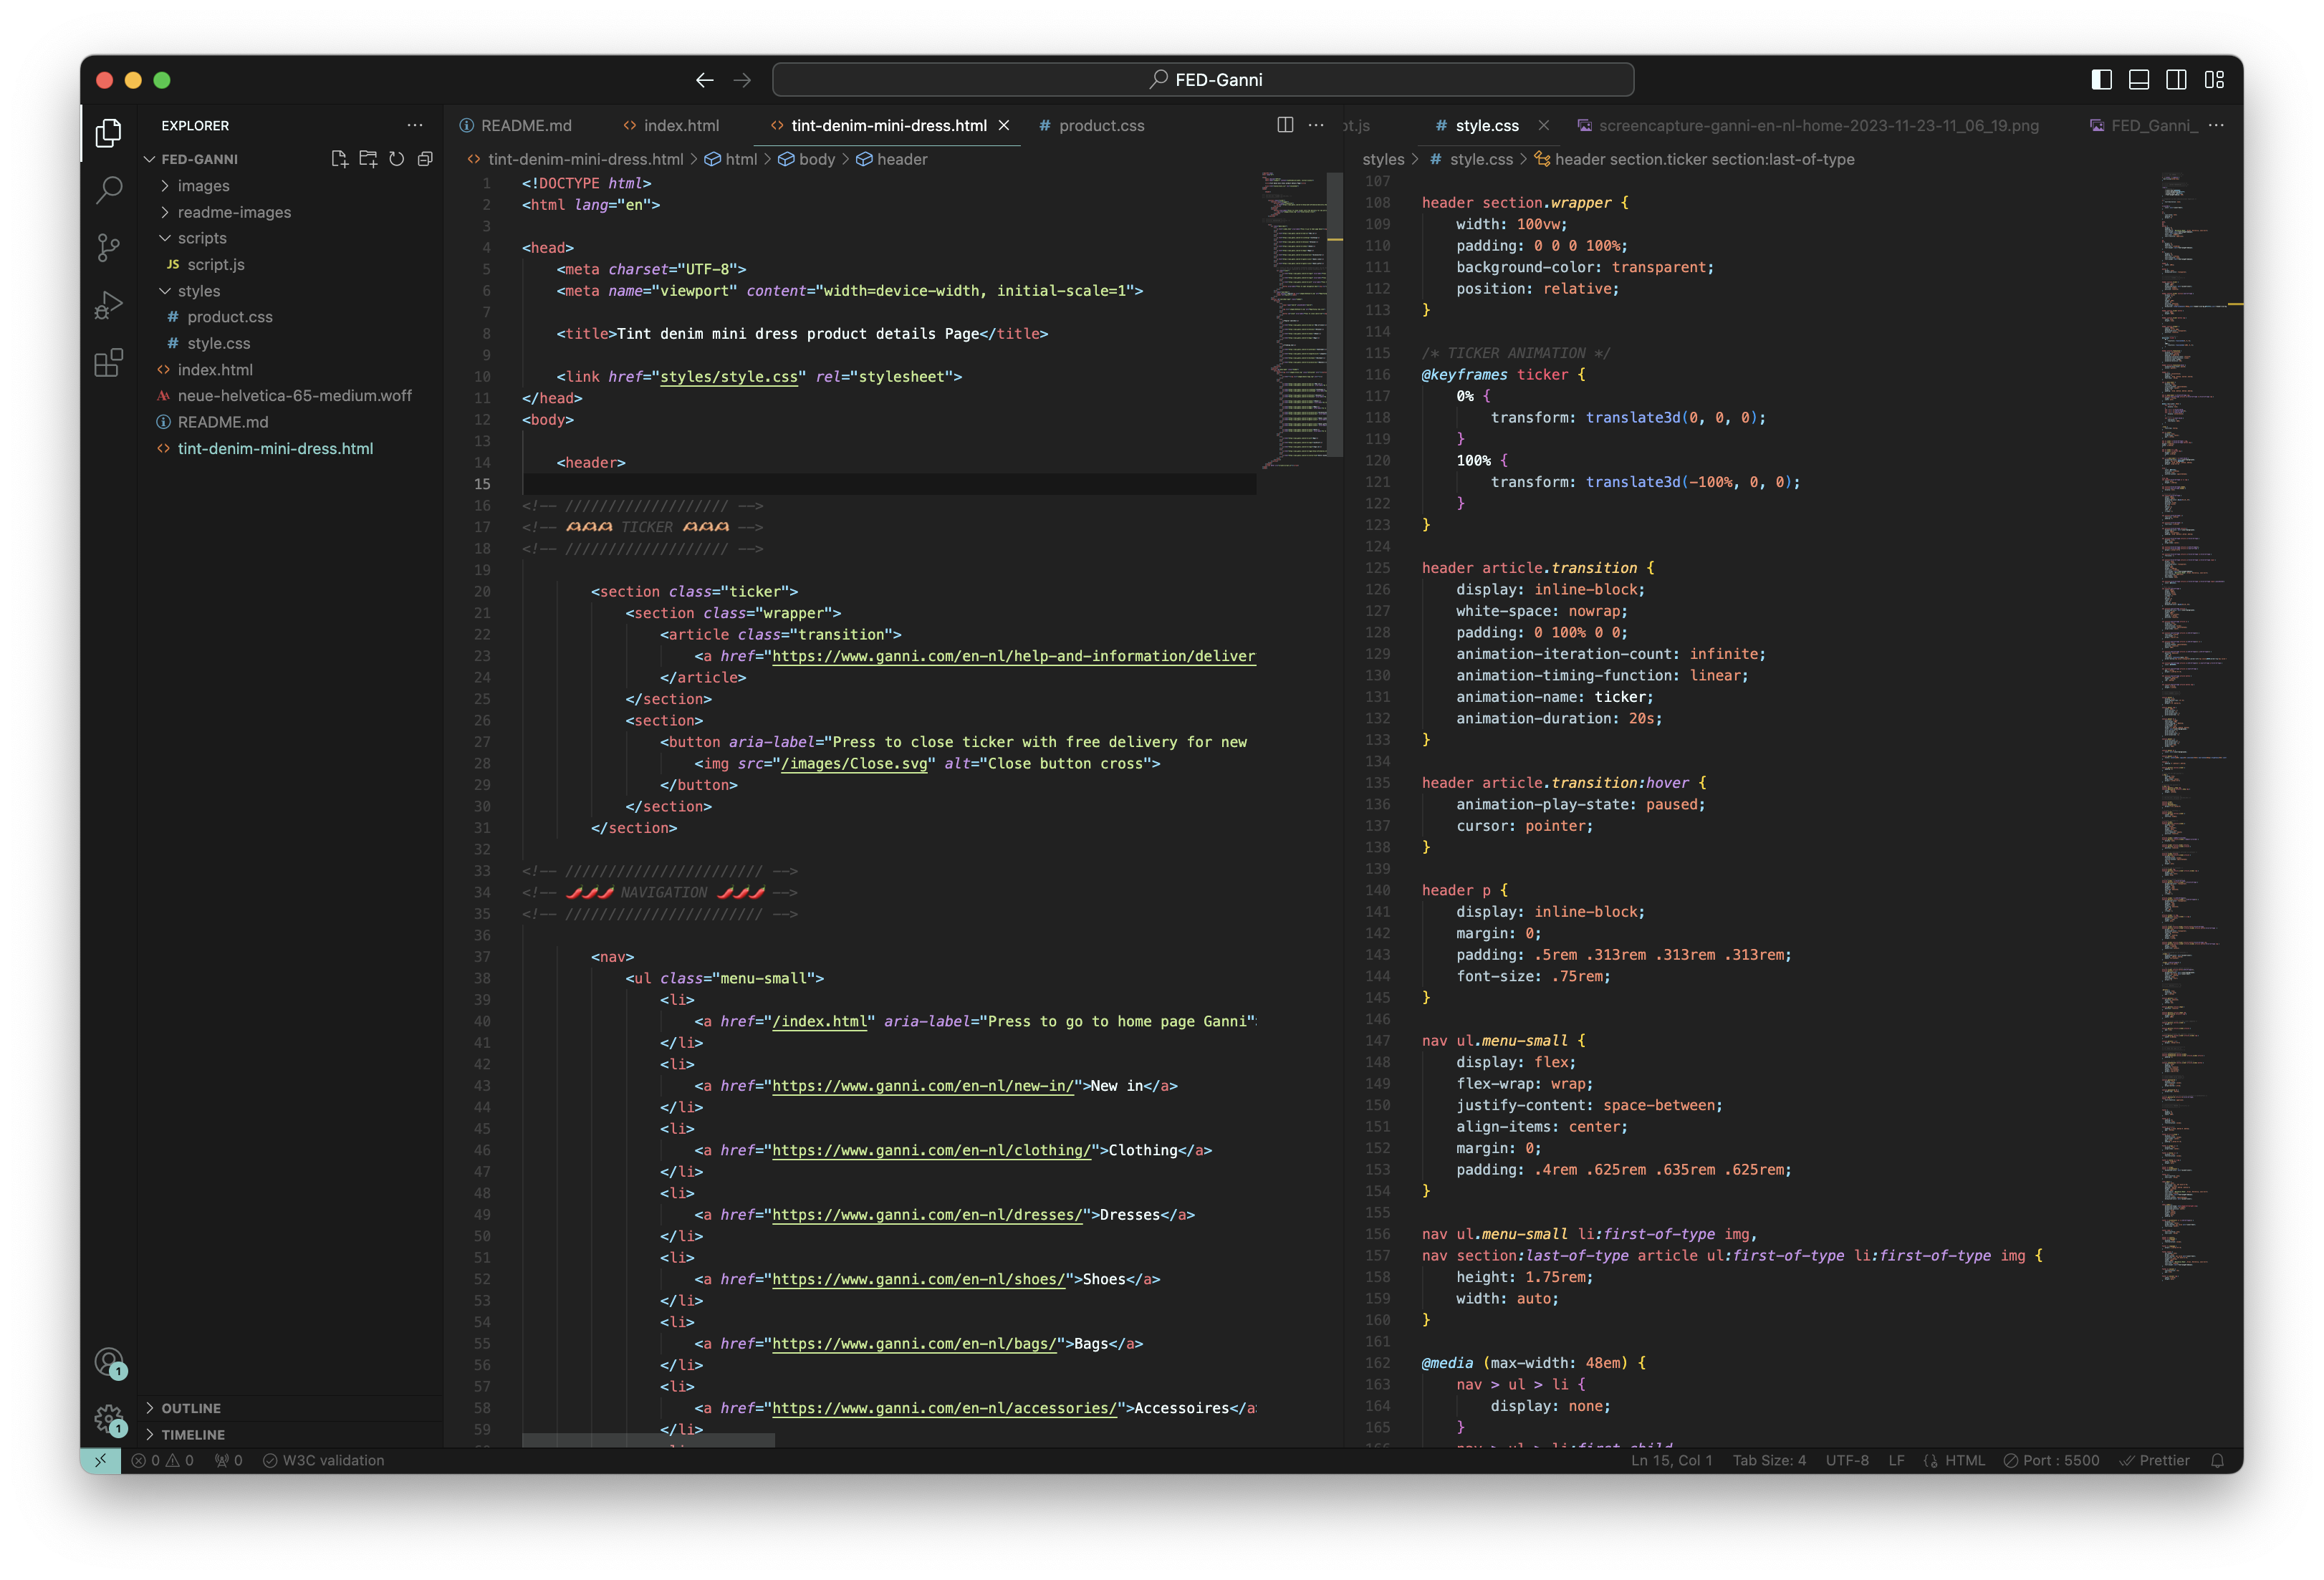 FED-Ganni
EXPLORER
FED-GANNI
images
readme-images
scripts
JS script.js
styles
# product.css
# style.css
<> index.html
neue-helvetica-65-medium.woff
README.md
<> tint-denim-mini-dress.html
OUTLINE
TIMELINE
README.md
<> index.html
<> tint-denim-mini-dress.html
# product.css
<> tint-denim-mini-dress.html > html > body > header
1 <!DOCTYPE html>
2 <html lang="en">
3
4 <head>
5 <meta charset="UTF-8">
6 <meta name="viewport" content="width=device-width, initial-scale=1">
7
8 <title>Tint denim mini dress product details Page</title>
9
10 <link href="styles/style.css" rel="stylesheet">
11 </head>
12 <body>
13
14 <header>
15
16 <!-- /////////////////// -->
17 <!-- 🫶🏼🫶🏼🫶🏼 TICKER 🫶🏼🫶🏼🫶🏼 -->
18 <!-- /////////////////// -->
19
20 <section class="ticker">
21 <section class="wrapper">
22 <article class="transition">
23 <a href="https://www.ganni.com/en-nl/help-and-information/deliver
24 </article>
25 </section>
26 <section>
27 <button aria-label="Press to close ticker with free delivery for new
28 <img src="/images/Close.svg" alt="Close button cross">
29 </button>
30 </section>
31 </section>
32
33 <!-- /////////////////////// -->
34 <!-- 🌶️🌶️🌶️ NAVIGATION 🌶️🌶️🌶️ -->
35 <!-- /////////////////////// -->
36
37 <nav>
38 <ul class="menu-small">
39 <li>
40 <a href="/index.html" aria-label="Press to go to home page Ganni"
41 </li>
42 <li>
43 <a href="https://www.ganni.com/en-nl/new-in/">New in</a>
44 </li>
45 <li>
46 <a href="https://www.ganni.com/en-nl/clothing/">Clothing</a>
47 </li>
48 <li>
49 <a href="https://www.ganni.com/en-nl/dresses/">Dresses</a>
50 </li>
51 <li>
52 <a href="https://www.ganni.com/en-nl/shoes/">Shoes</a>
53 </li>
54 <li>
55 <a href="https://www.ganni.com/en-nl/bags/">Bags</a>
56 </li>
57 <li>
58 <a href="https://www.ganni.com/en-nl/accessories/">Accessoires</a
59 </li>
pt.js
# style.css
screencapture-ganni-en-nl-home-2023-11-23-11_06_19.png
FED_Ganni_
styles > # style.css > header section.ticker section:last-of-type
107
108 header section.wrapper {
109 width: 100vw;
110 padding: 0 0 0 100%;
111 background-color: transparent;
112 position: relative;
113 }
114
115 /* TICKER ANIMATION */
116 @keyframes ticker {
117 0% {
118 transform: translate3d(0, 0, 0);
119 }
120 100% {
121 transform: translate3d(-100%, 0, 0);
122 }
123 }
124
125 header article.transition {
126 display: inline-block;
127 white-space: nowrap;
128 padding: 0 100% 0 0;
129 animation-iteration-count: infinite;
130 animation-timing-function: linear;
131 animation-name: ticker;
132 animation-duration: 20s;
133 }
134
135 header article.transition:hover {
136 animation-play-state: paused;
137 cursor: pointer;
138 }
139
140 header p {
141 display: inline-block;
142 margin: 0;
143 padding: .5rem .313rem .313rem .313rem;
144 font-size: .75rem;
145 }
146
147 nav ul.menu-small {
148 display: flex;
149 flex-wrap: wrap;
150 justify-content: space-between;
151 align-items: center;
152 margin: 0;
153 padding: .4rem .625rem .635rem .625rem;
154 }
155
156 nav ul.menu-small li:first-of-type img,
157 nav section:last-of-type article ul:first-of-type li:first-of-type img {
158 height: 1.75rem;
159 width: auto;
160 }
161
162 @media (max-width: 48em) {
163 nav > ul > li {
164 display: none;
165 }
1
1
0 0 0 W3C validation
Ln 15, Col 1 Tab Size: 4 UTF-8 LF {} HTML Port : 5500 Prettier